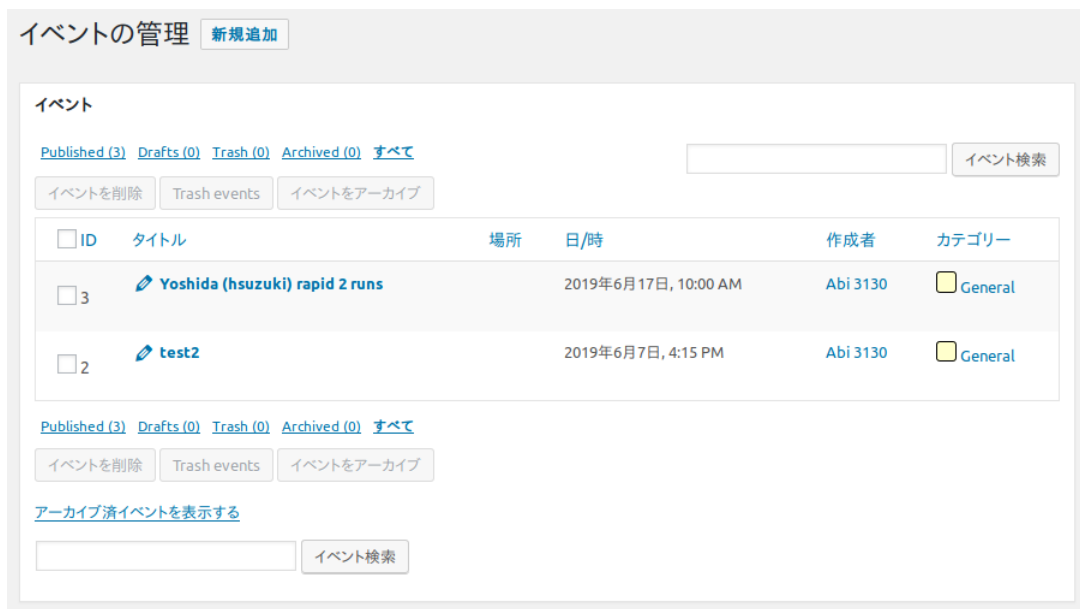 イベントの管理 新規追加
イベント
Published (3) Drafts (0) Trash (0) Archived (0) すべて
イベント検索
イベントを削除 Trash events イベントをアーカイブ
ID タイトル 場所 日/時 作成者 カテゴリー
3 Yoshida (hsuzuki) rapid 2 runs 2019年6月17日, 10:00 AM Abi 3130 General
2 test2 2019年6月7日, 4:15 PM Abi 3130 General
Published (3) Drafts (0) Trash (0) Archived (0) すべて
イベントを削除 Trash events イベントをアーカイブ
アーカイブ済イベントを表示する
イベント検索